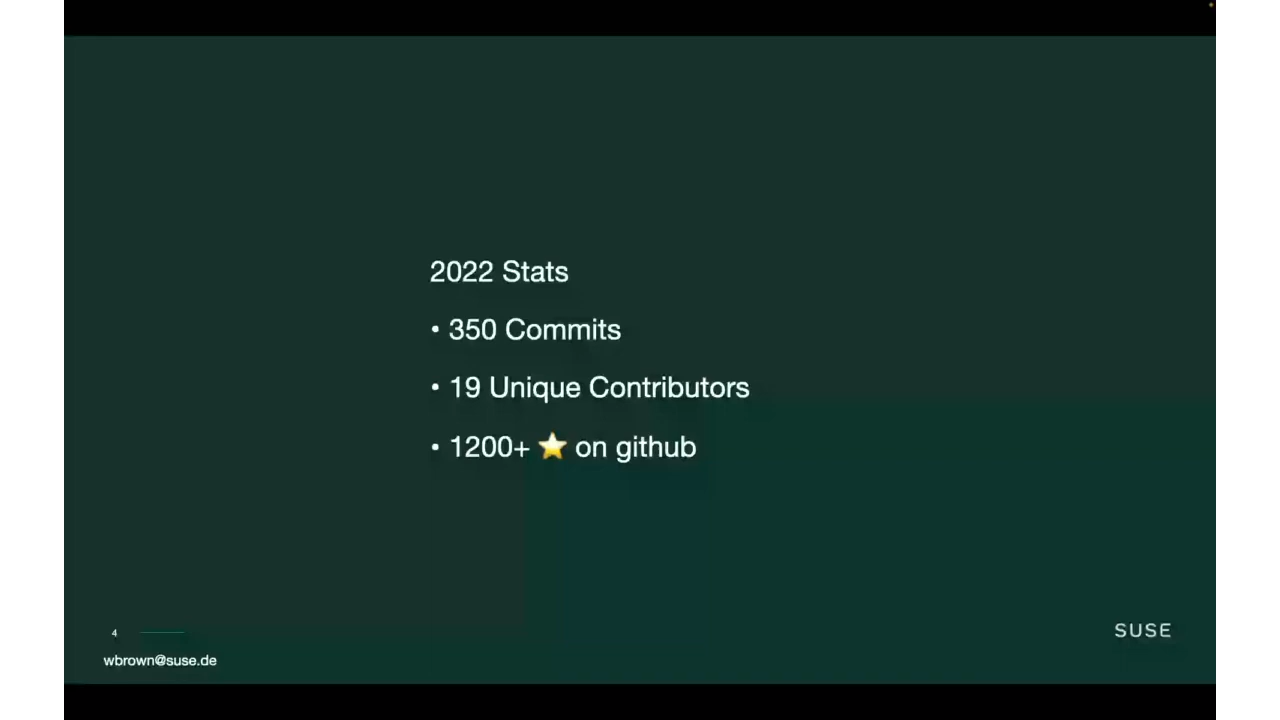 2022 Stats
• 350 Commits
• 19 Unique Contributors
• 1200+ ⭐ on github
4
SUSE
wbrown@suse.de